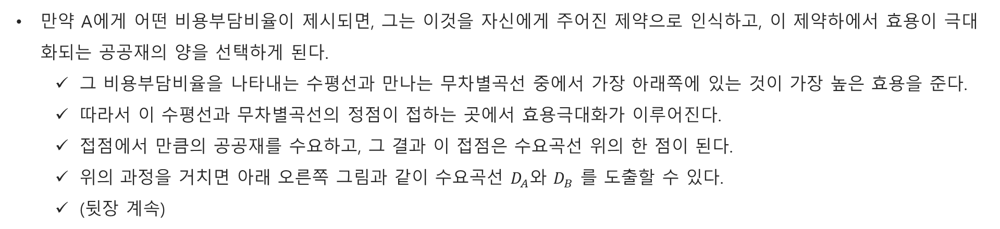 • 만약 A에게 어떤 비용부담비율이 제시되면, 그는 이것을 자신에게 주어진 제약으로 인식하고, 이 제약하에서 효용이 극대
화되는 공공재의 양을 선택하게 된다.
✓ 그 비용부담비율을 나타내는 수평선과 만나는 무차별곡선 중에서 가장 아래쪽에 있는 것이 가장 높은 효용을 준다.
✓ 따라서 이 수평선과 무차별곡선의 정점이 접하는 곳에서 효용극대화가 이루어진다.
✓ 접점에서 만큼의 공공재를 수요하고, 그 결과 이 접점은 수요곡선 위의 한 점이 된다.
✓ 위의 과정을 거치면 아래 오른쪽 그림과 같이 수요곡선 D_A와 D_B 를 도출할 수 있다.
✓ (뒷장 계속)